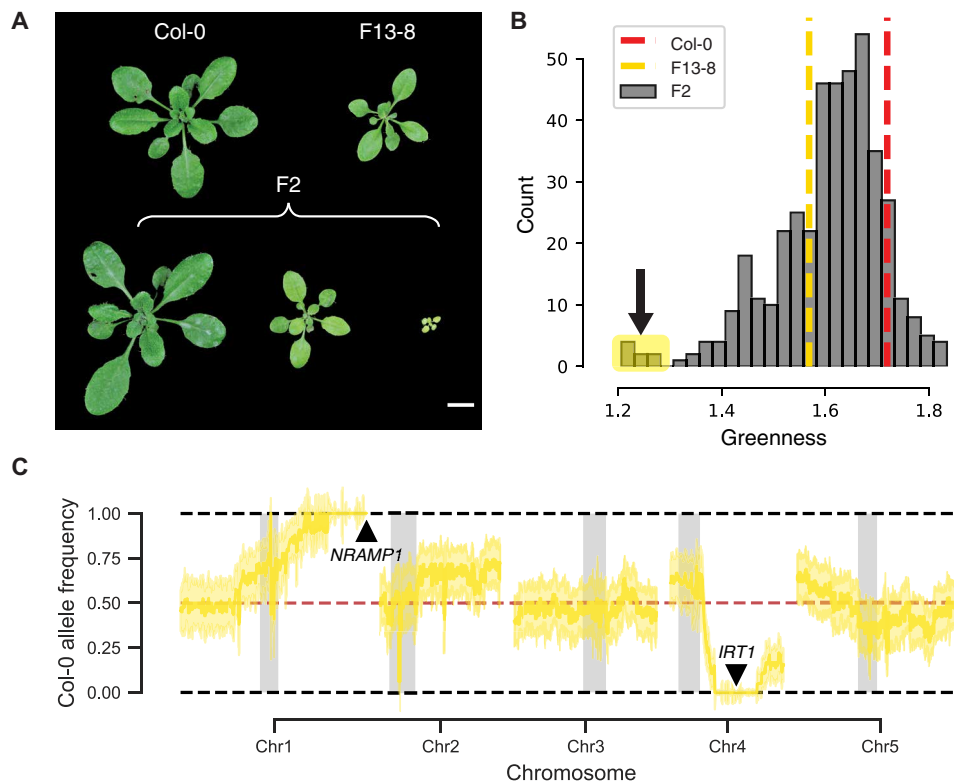 A
Col-0
F13-8
F2
B
Col-0
F13-8
F2
Count
50
40
30
20
10
0
1.2
1.4
1.6
1.8
Greenness
C
Col-0 allele frequency
1.00
0.75
0.50
0.25
0.00
NRAMP1
IRT1
Chr1
Chr2
Chr3
Chr4
Chr5
Chromosome